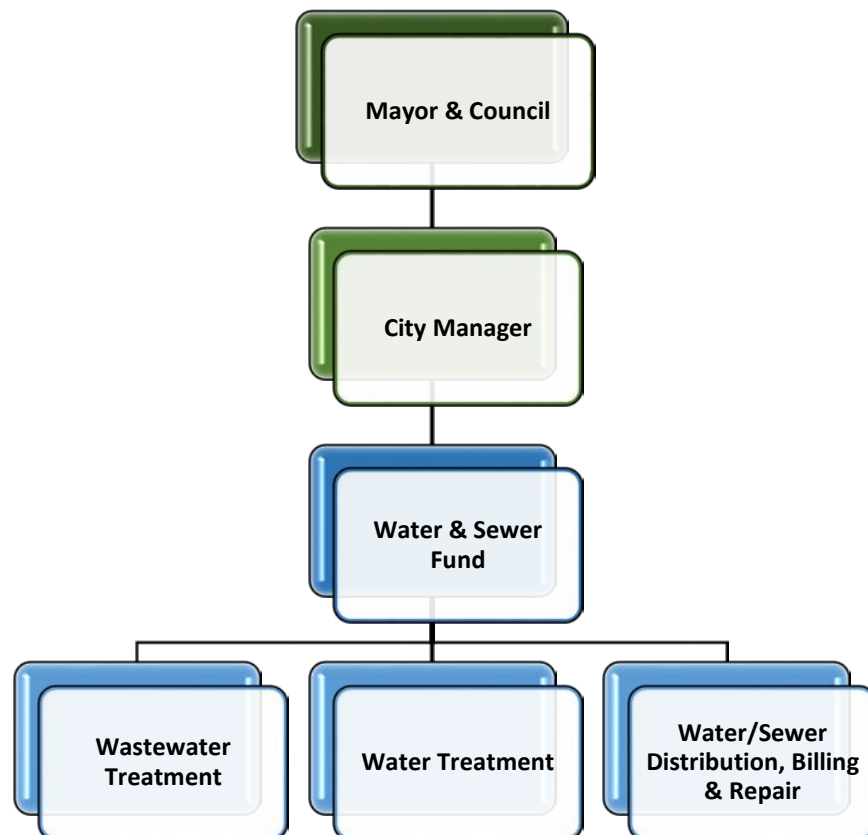 Mayor & Council
City Manager
Water & Sewer
Fund
Wastewater
Treatment
Water Treatment
Water/Sewer
Distribution, Billing
& Repair